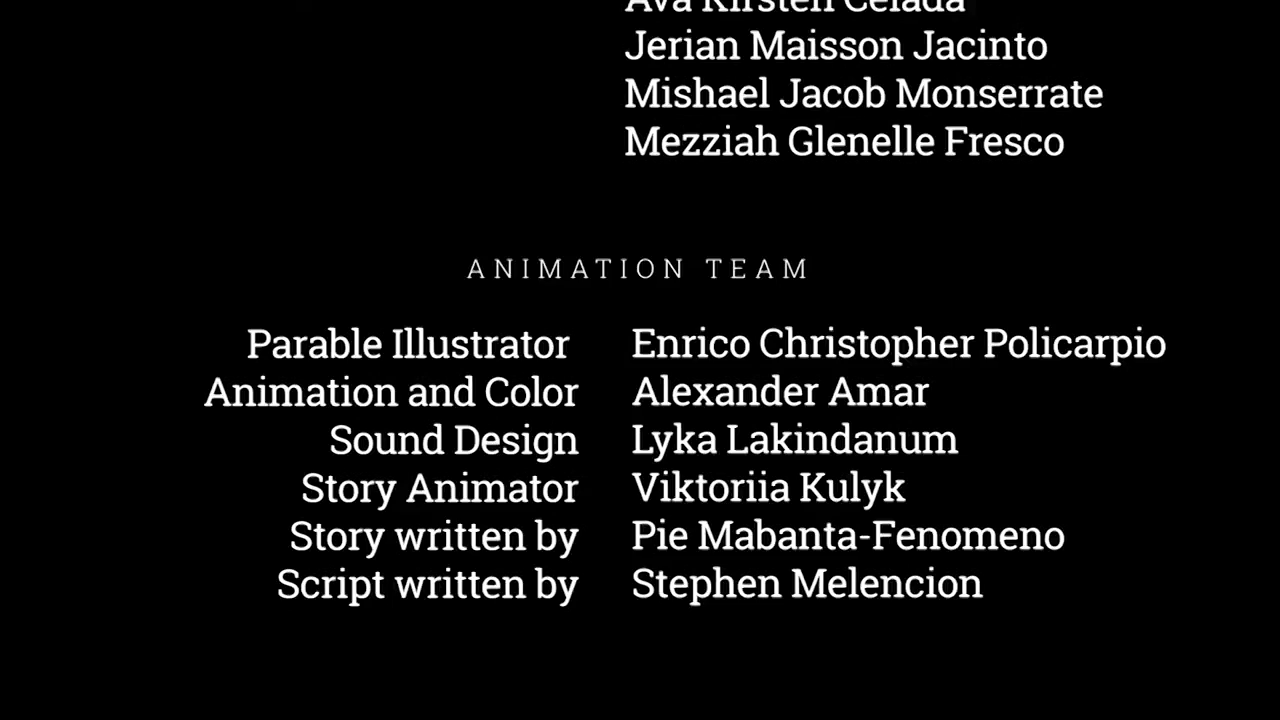 Ava Kirsten Celada
Jerian Maisson Jacinto
Mishael Jacob Monserrate
Mezziah Glenelle Fresco
ANIMATION TEAM
Parable Illustrator Enrico Christopher Policarpio
Animation and Color Alexander Amar
Sound Design Lyka Lakindanum
Story Animator Viktoriia Kulyk
Story written by Pie Mabanta-Fenomeno
Script written by Stephen Melencion